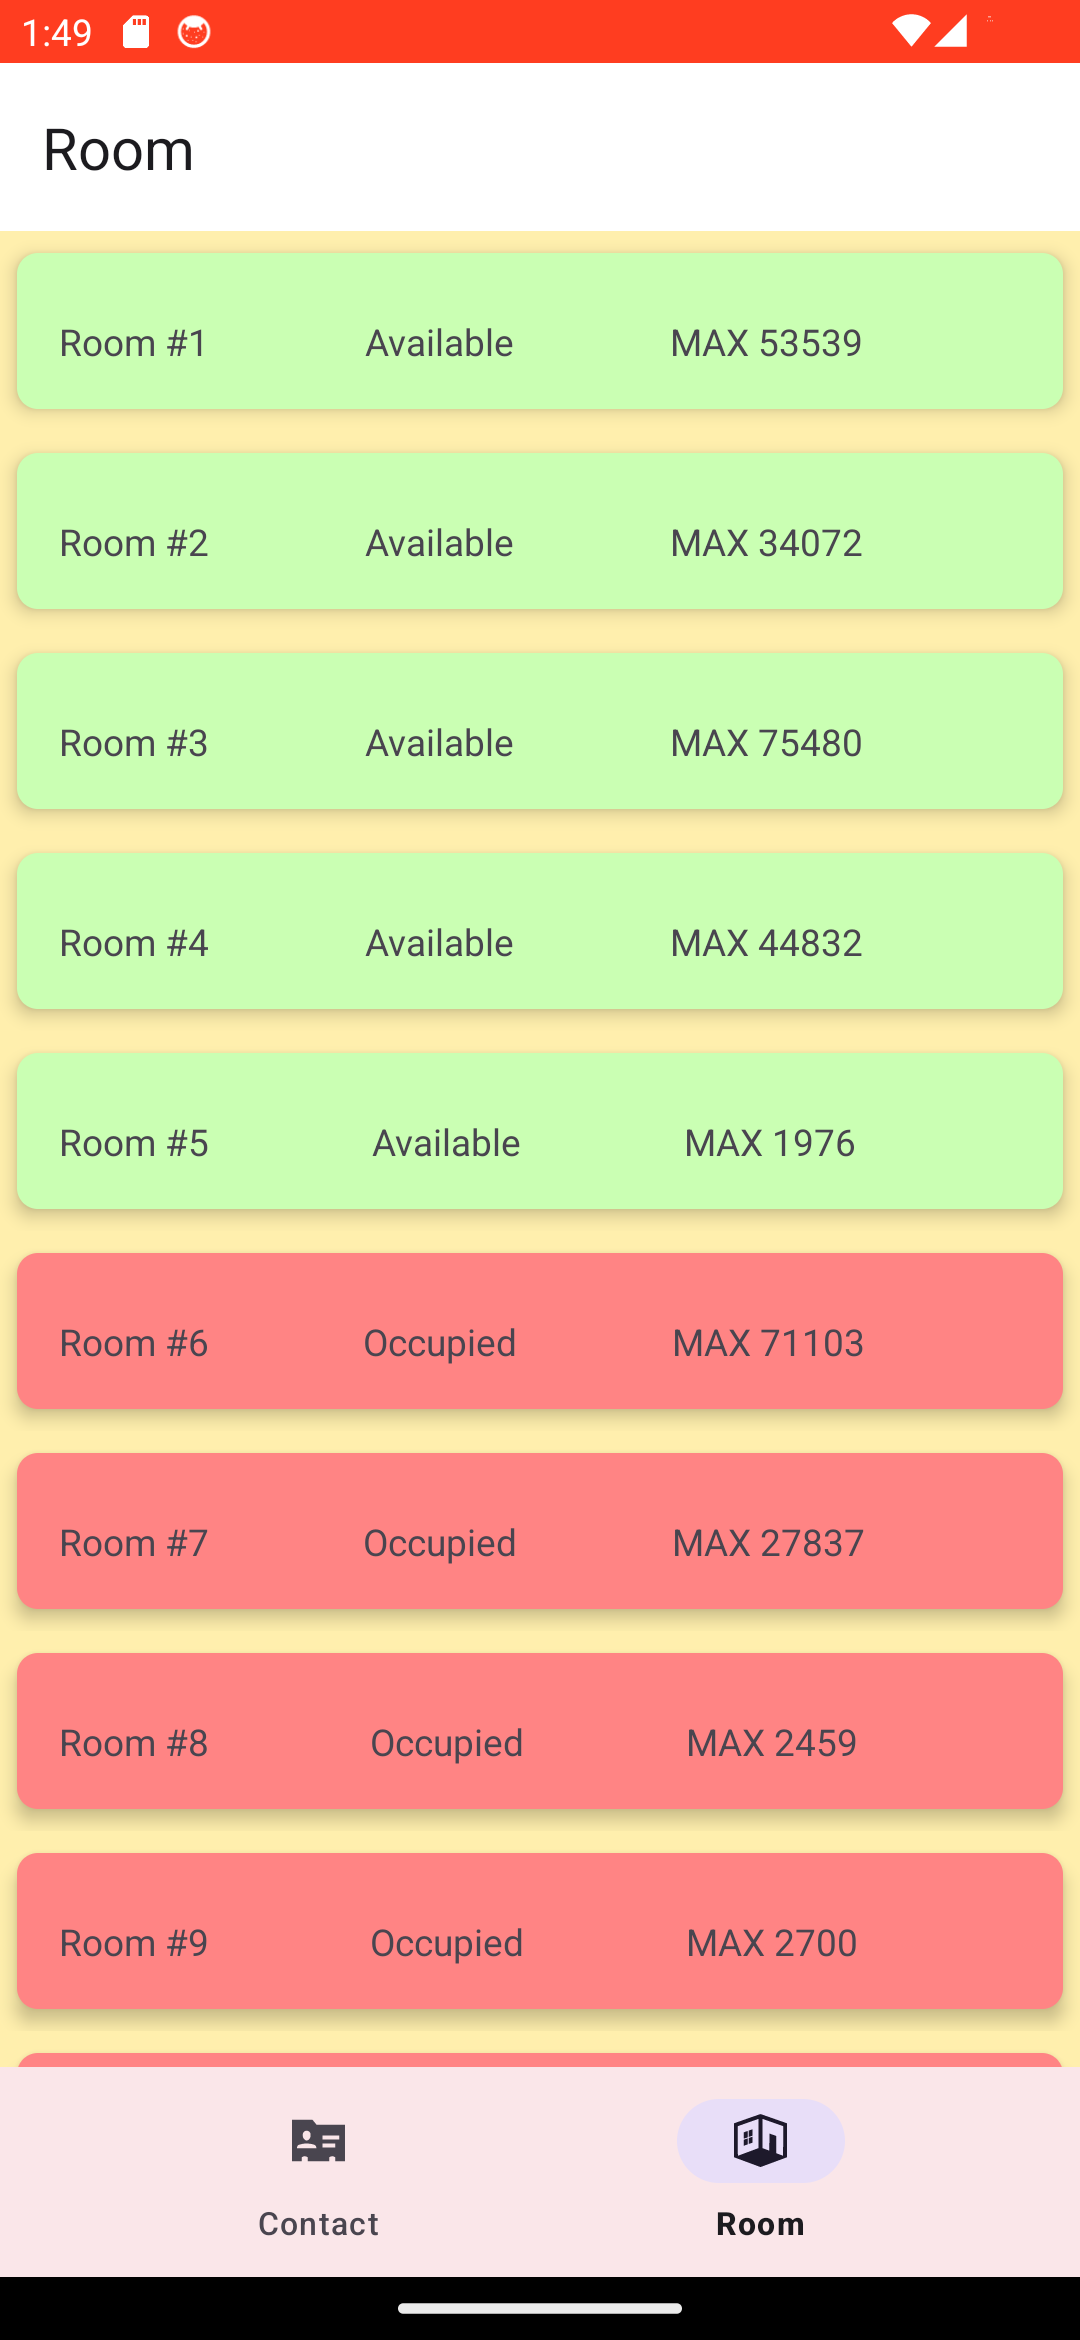 1:49
Room
Room #1 Available MAX 53539
Room #2 Available MAX 34072
Room #3 Available MAX 75480
Room #4 Available MAX 44832
Room #5 Available MAX 1976
Room #6 Occupied MAX 71103
Room #7 Occupied MAX 27837
Room #8 Occupied MAX 2459
Room #9 Occupied MAX 2700
Contact Room